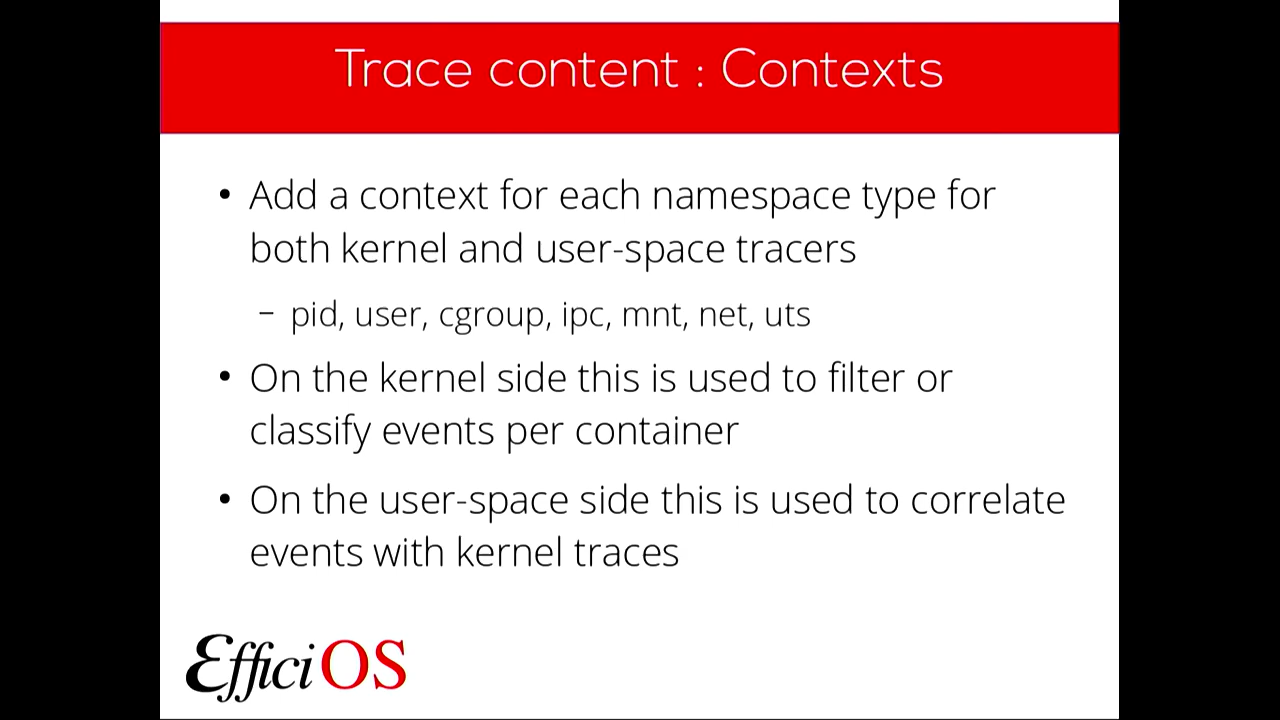 Trace content : Contexts
• Add a context for each namespace type for
both kernel and user-space tracers
– pid, user, cgroup, ipc, mnt, net, uts
• On the kernel side this is used to filter or
classify events per container
• On the user-space side this is used to correlate
events with kernel traces
EfficiOS